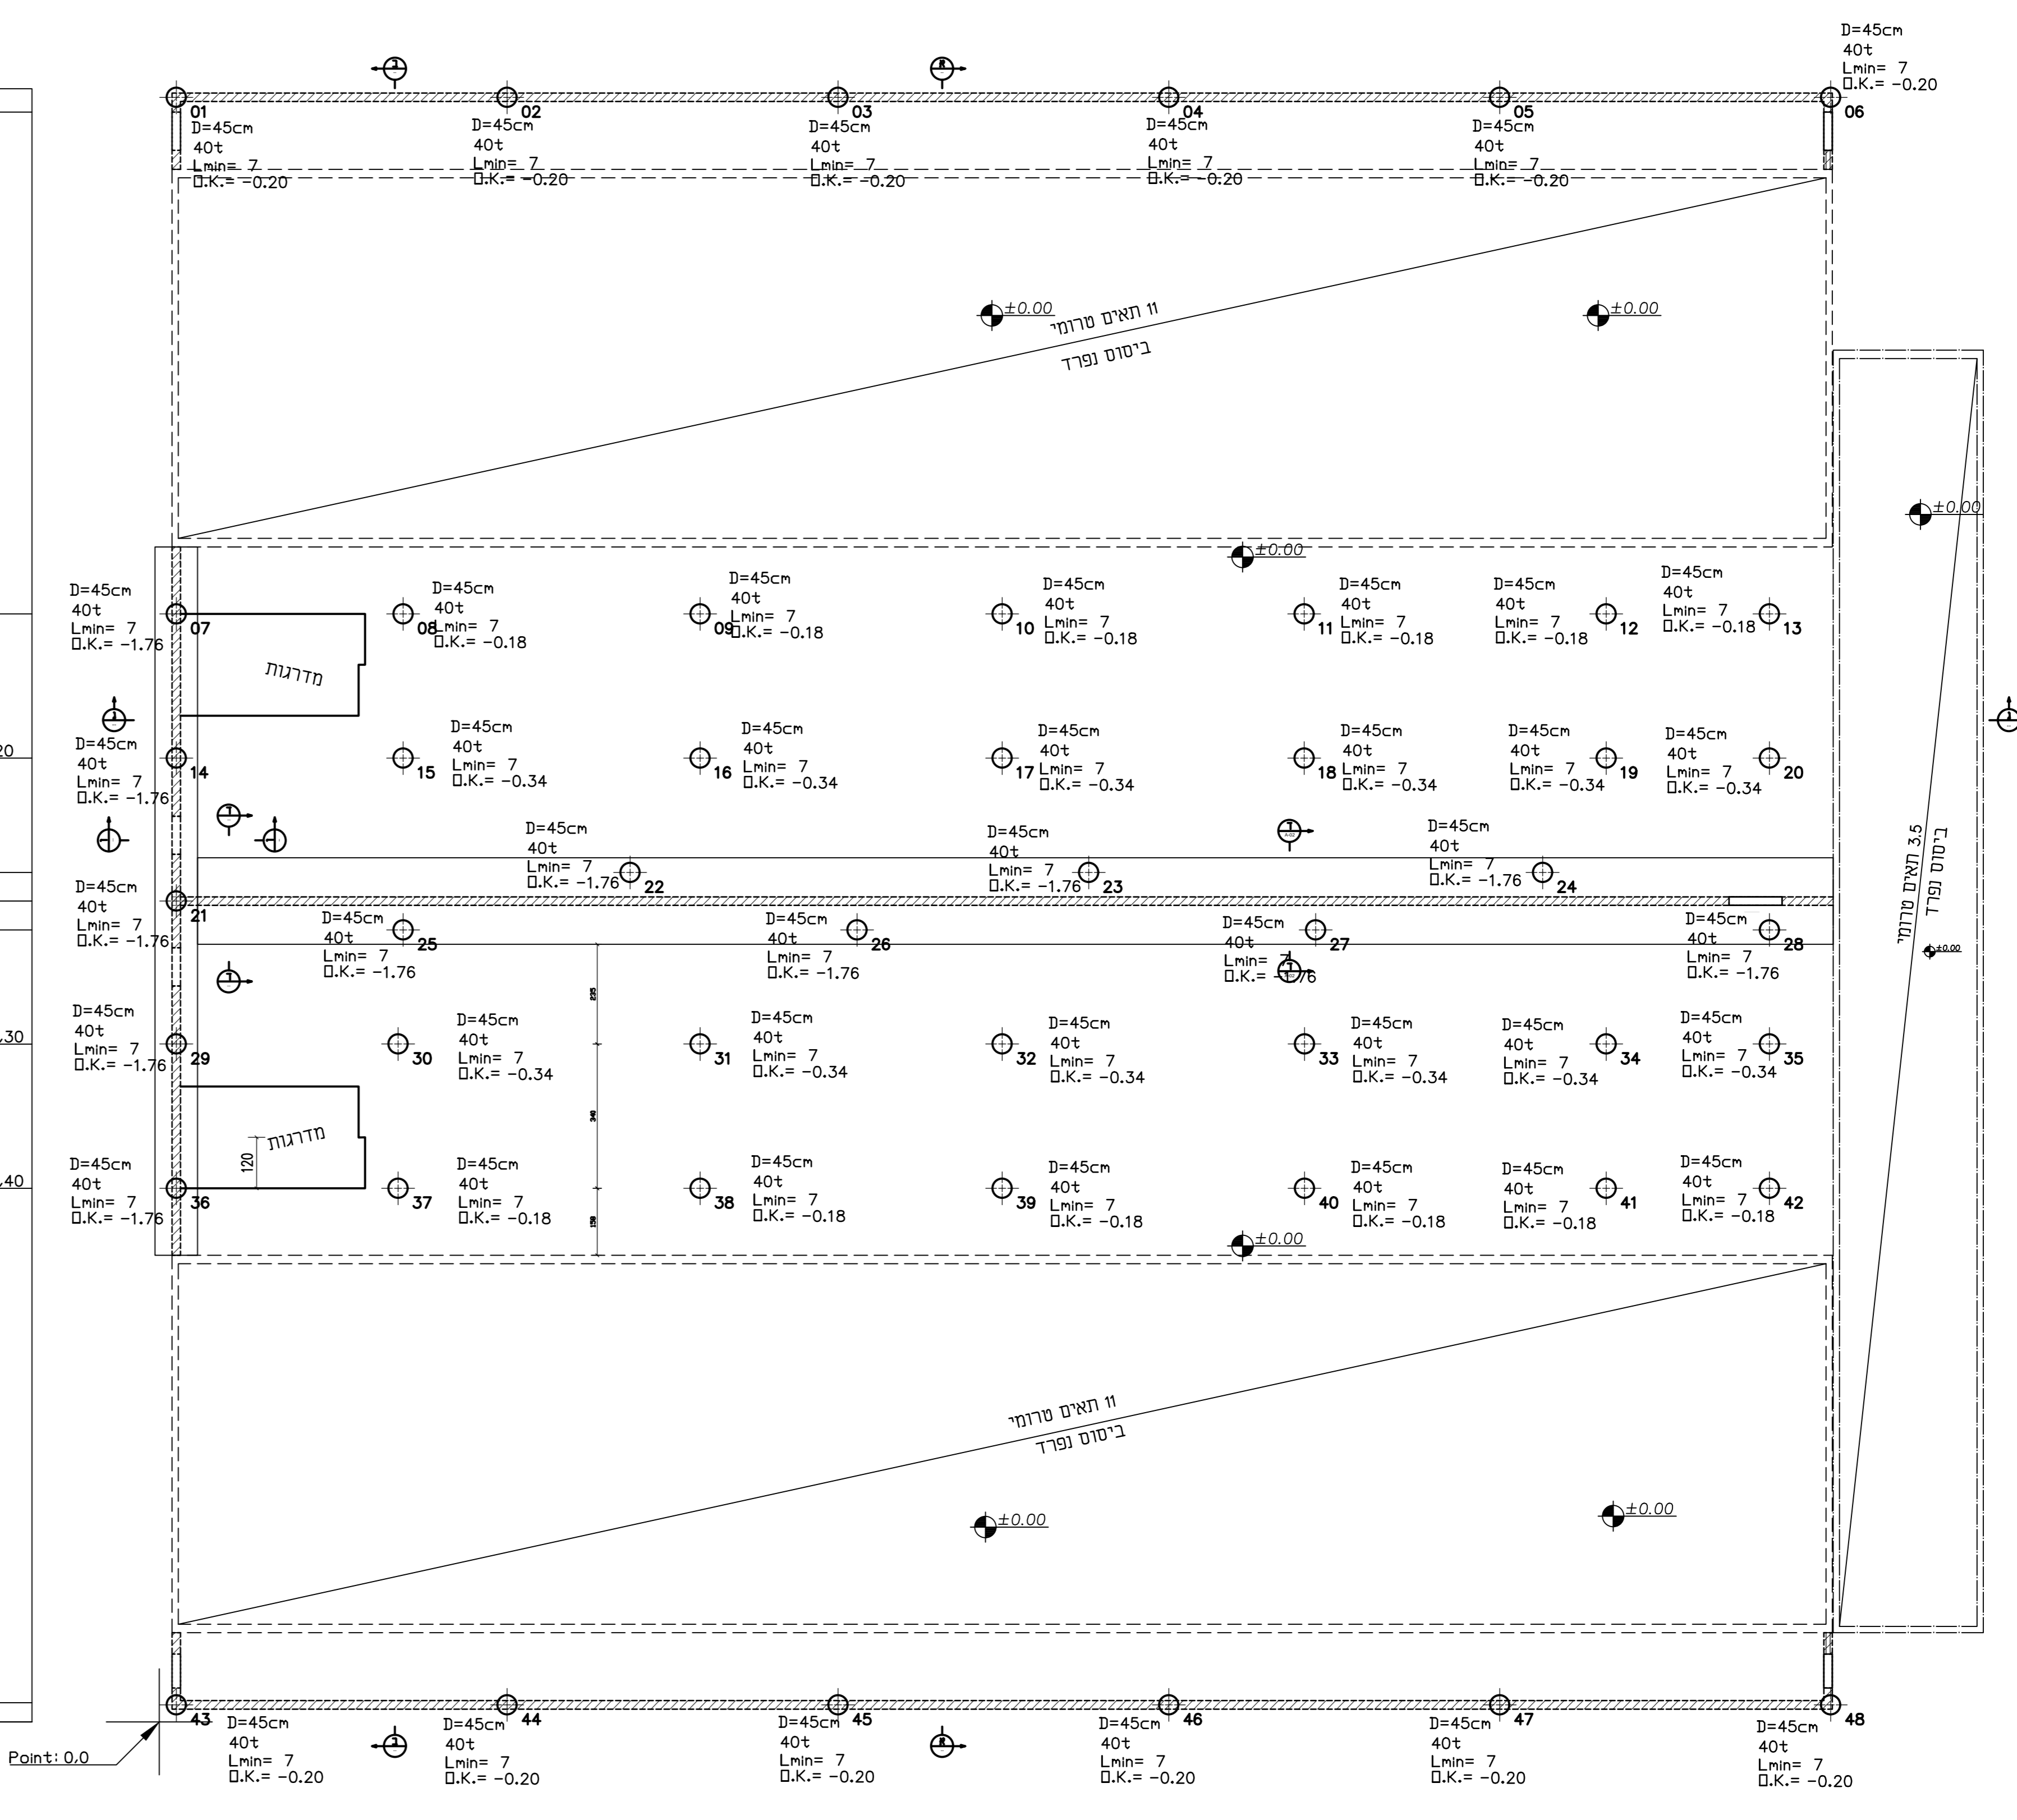 D=45cm
40t
Lmin= 7
O.K.= -0.20
01
02
03
04
05
06
D=45cm
40t
Lmin= 7
O.K.= -0.20
D=45cm
40t
Lmin= 7
O.K.= -0.20
D=45cm
40t
Lmin= 7
O.K.= -0.20
D=45cm
40t
Lmin= 7
O.K.= -0.20
D=45cm
40t
Lmin= 7
O.K.= -0.20
±0.00
±0.00
11 תאים טרומי
ביסוס נפרד
±0.00
±0.00
D=45cm
40t
Lmin= 7
O.K.= -1.76
07
D=45cm
40t
Lmin= 7
O.K.= -0.18
08
D=45cm
40t
Lmin= 7
O.K.= -0.18
09
D=45cm
40t
Lmin= 7
O.K.= -0.18
10
D=45cm
40t
Lmin= 7
O.K.= -0.18
11
D=45cm
40t
Lmin= 7
O.K.= -0.18
12
D=45cm
40t
Lmin= 7
O.K.= -0.18
13
מדרגות
D=45cm
40t
Lmin= 7
O.K.= -1.76
14
D=45cm
40t
Lmin= 7
O.K.= -0.34
15
D=45cm
40t
Lmin= 7
O.K.= -0.34
16
D=45cm
40t
Lmin= 7
O.K.= -0.34
17
D=45cm
40t
Lmin= 7
O.K.= -0.34
18
D=45cm
40t
Lmin= 7
O.K.= -0.34
19
D=45cm
40t
Lmin= 7
O.K.= -0.34
20
D=45cm
40t
Lmin= 7
O.K.= -1.76
21
D=45cm
40t
Lmin= 7
O.K.= -1.76
22
D=45cm
40t
Lmin= 7
O.K.= -1.76
23
D=45cm
40t
Lmin= 7
O.K.= -1.76
24
D=45cm
40t
Lmin= 7
O.K.= -1.76
25
D=45cm
40t
Lmin= 7
O.K.= -1.76
26
D=45cm
40t
Lmin= 7
O.K.= -1.76
27
D=45cm
40t
Lmin= 7
O.K.= -1.76
28
3.5 תאים טרומי
ביסוס נפרד
±0.00
235
340
158
D=45cm
40t
Lmin= 7
O.K.= -1.76
29
D=45cm
40t
Lmin= 7
O.K.= -0.34
30
D=45cm
40t
Lmin= 7
O.K.= -0.34
31
D=45cm
40t
Lmin= 7
O.K.= -0.34
32
D=45cm
40t
Lmin= 7
O.K.= -0.34
33
D=45cm
40t
Lmin= 7
O.K.= -0.34
34
D=45cm
40t
Lmin= 7
O.K.= -0.34
35
מדרגות
120
D=45cm
40t
Lmin= 7
O.K.= -1.76
36
D=45cm
40t
Lmin= 7
O.K.= -0.18
37
D=45cm
40t
Lmin= 7
O.K.= -0.18
38
D=45cm
40t
Lmin= 7
O.K.= -0.18
39
D=45cm
40t
Lmin= 7
O.K.= -0.18
40
D=45cm
40t
Lmin= 7
O.K.= -0.18
41
D=45cm
40t
Lmin= 7
O.K.= -0.18
42
±0.00
11 תאים טרומי
ביסוס נפרד
±0.00
±0.00
43
44
45
46
47
48
D=45cm
40t
Lmin= 7
O.K.= -0.20
D=45cm
40t
Lmin= 7
O.K.= -0.20
D=45cm
40t
Lmin= 7
O.K.= -0.20
D=45cm
40t
Lmin= 7
O.K.= -0.20
D=45cm
40t
Lmin= 7
O.K.= -0.20
D=45cm
40t
Lmin= 7
O.K.= -0.20
Point: 0,0